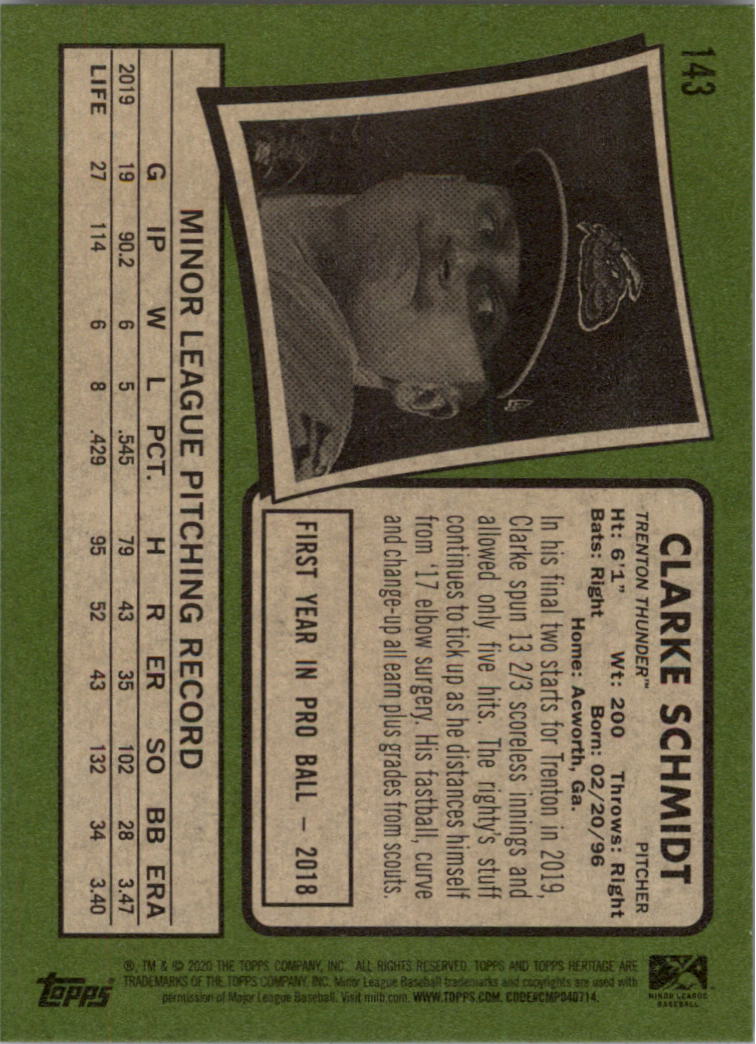 143
CLARKE SCHMIDT
TRENTON THUNDER™ PITCHER
Ht: 6'1" Wt: 200 Throws: Right
Bats: Right Born: 02/20/96
Home: Acworth, Ga.
In his final two starts for Trenton in 2019,
Clarke spun 13 2/3 scoreless innings and
allowed only five hits. The righty's stuff
continues to tick up as he distances himself
from '17 elbow surgery. His fastball, curve
and change-up all earn plus grades from scouts.
FIRST YEAR IN PRO BALL – 2018
MINOR LEAGUE PITCHING RECORD
G IP W L PCT. H R ER SO BB ERA
2019 19 90.2 6 5 .545 79 43 35 102 28 3.47
LIFE 27 114 6 8 .429 95 52 43 132 34 3.40
MINOR LEAGUE
BASEBALL
®, TM & © 2020 THE TOPPS COMPANY, INC. ALL RIGHTS RESERVED. TOPPS AND TOPPS HERITAGE ARE
TRADEMARKS OF THE TOPPS COMPANY, INC. Minor League Baseball trademarks and copyrights are used with
permission of Major League Baseball. Visit milb.com. WWW.TOPPS.COM. CODE#CMP040714.
topps